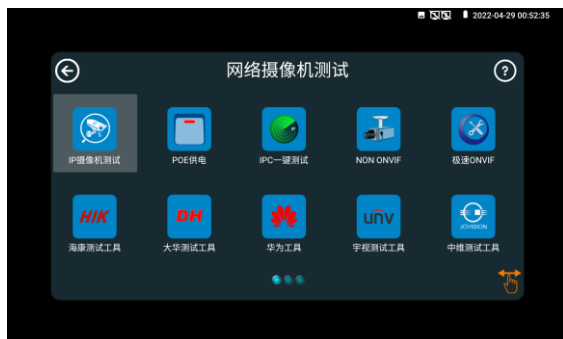 2022-04-29 00:52:35
网络摄像机测试
?
IP摄像机测试 POE供电 IPC一键测试 NON ONVIF 极速ONVIF
HIK DH unv JOVISION
海康测试工具 大华测试工具 华为工具 宇视测试工具 中维测试工具